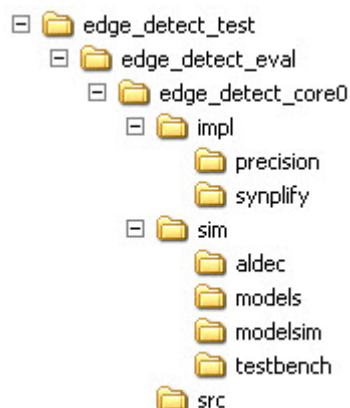 edge_detect_test
edge_detect_eval
edge_detect_core0
impl
precision
synplify
sim
aldec
models
modelsim
testbench
src